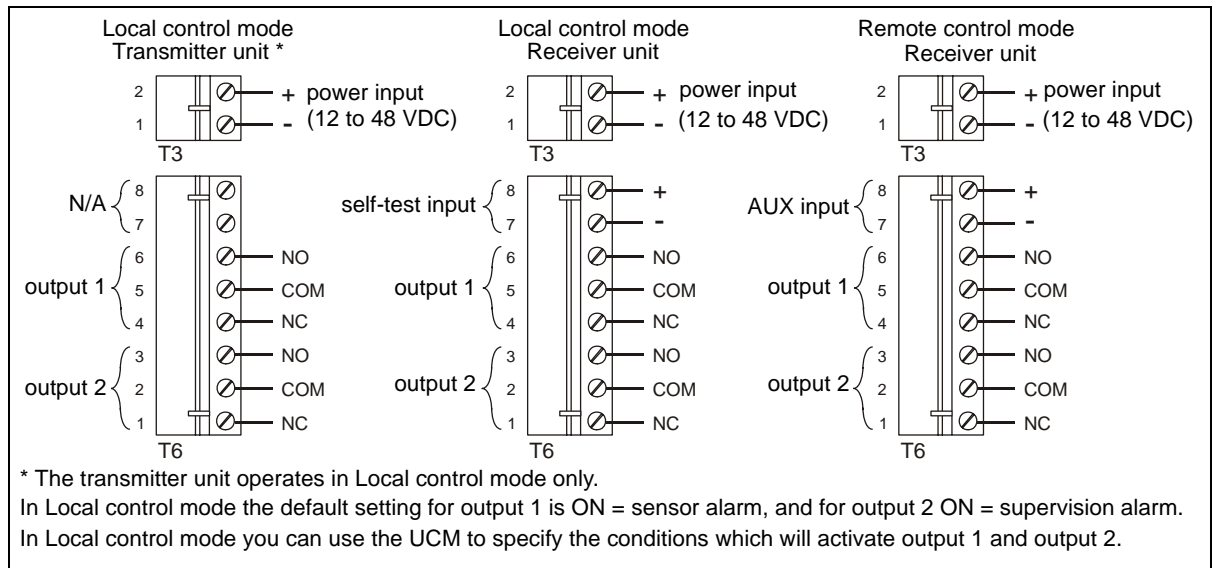 Local control mode
Transmitter unit *
2
+ power input
1
- (12 to 48 VDC)
T3
N/A
8
7
output 1
6 NO
5 COM
4 NC
output 2
3 NO
2 COM
1 NC
T6
Local control mode
Receiver unit
2
+ power input
1
- (12 to 48 VDC)
T3
self-test input
8 +
7 -
output 1
6 NO
5 COM
4 NC
output 2
3 NO
2 COM
1 NC
T6
Remote control mode
Receiver unit
2
+ power input
1
- (12 to 48 VDC)
T3
AUX input
8 +
7 -
output 1
6 NO
5 COM
4 NC
output 2
3 NO
2 COM
1 NC
T6
* The transmitter unit operates in Local control mode only.
In Local control mode the default setting for output 1 is ON = sensor alarm, and for output 2 ON = supervision alarm.
In Local control mode you can use the UCM to specify the conditions which will activate output 1 and output 2.